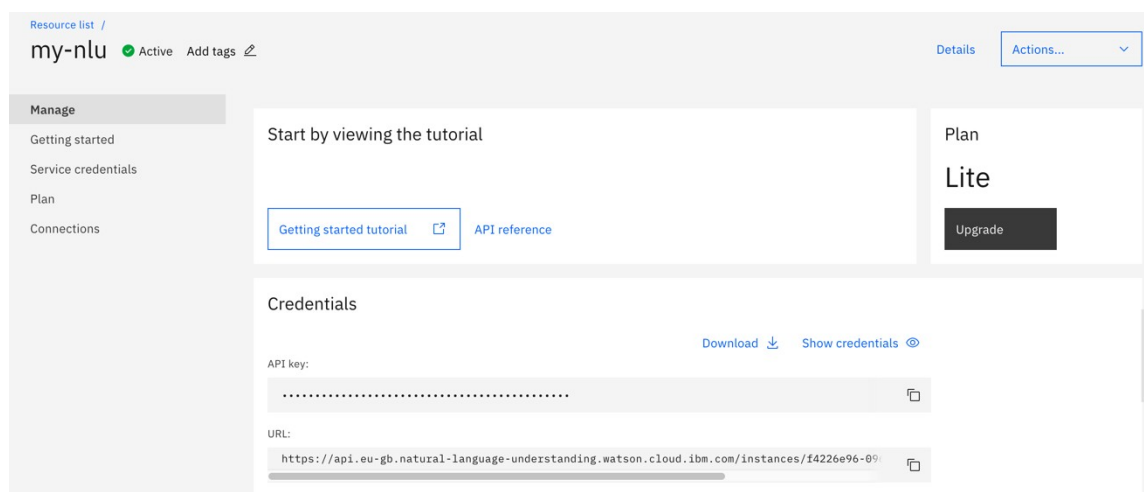 Resource list /
my-nlu Active Add tags
Details Actions...
Manage
Getting started
Service credentials
Plan
Connections
Start by viewing the tutorial
Getting started tutorial API reference
Plan
Lite
Upgrade
Credentials
Download Show credentials
API key:
............................................
URL:
https://api.eu-gb.natural-language-understanding.watson.cloud.ibm.com/instances/f4226e96-09